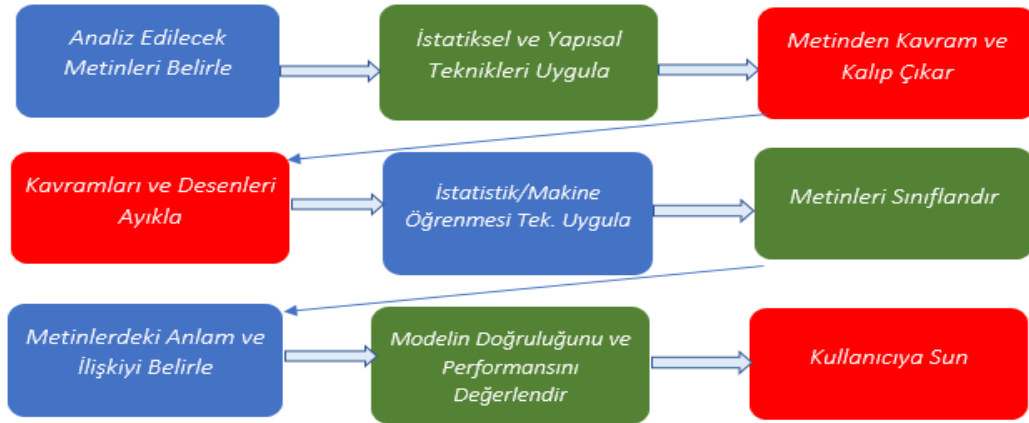 Analiz Edilecek
Metinleri Belirle
İstatiksel ve Yapısal
Teknikleri Uygula
Metinden Kavram ve
Kalıp Çıkar
Kavramları ve Desenleri
Ayıkla
İstatistik/Makine
Öğrenmesi Tek. Uygula
Metinleri Sınıflandır
Metinlerdeki Anlam ve
İlişkiyi Belirle
Modelin Doğruluğunu ve
Performansını
Değerlendir
Kullanıcıya Sun